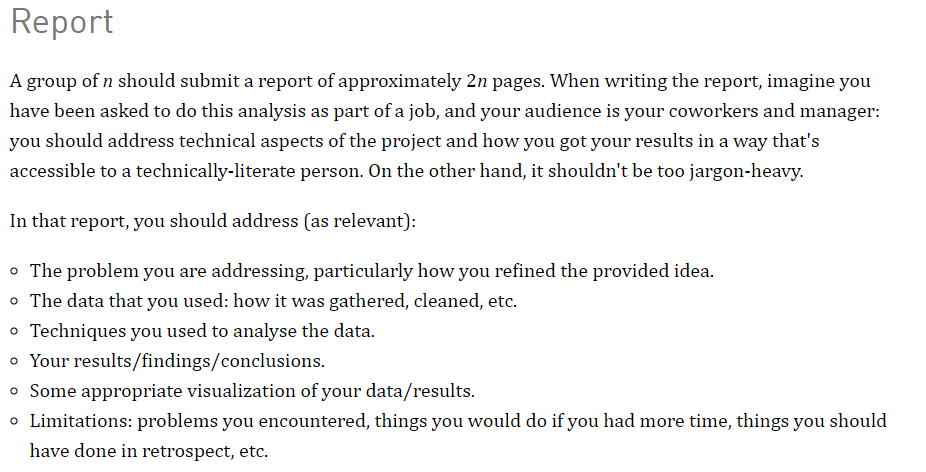 Report
A group of n should submit a report of approximately 2n pages. When writing the report, imagine you
have been asked to do this analysis as part of a job, and your audience is your coworkers and manager:
you should address technical aspects of the project and how you got your results in a way that's
accessible to a technically-literate person. On the other hand, it shouldn't be too jargon-heavy.
In that report, you should address (as relevant):
The problem you are addressing, particularly how you refined the provided idea.
The data that you used: how it was gathered, cleaned, etc.
Techniques you used to analyse the data.
Your results/findings/conclusions.
Some appropriate visualization of your data/results.
Limitations: problems you encountered, things you would do if you had more time, things you should
have done in retrospect, etc.